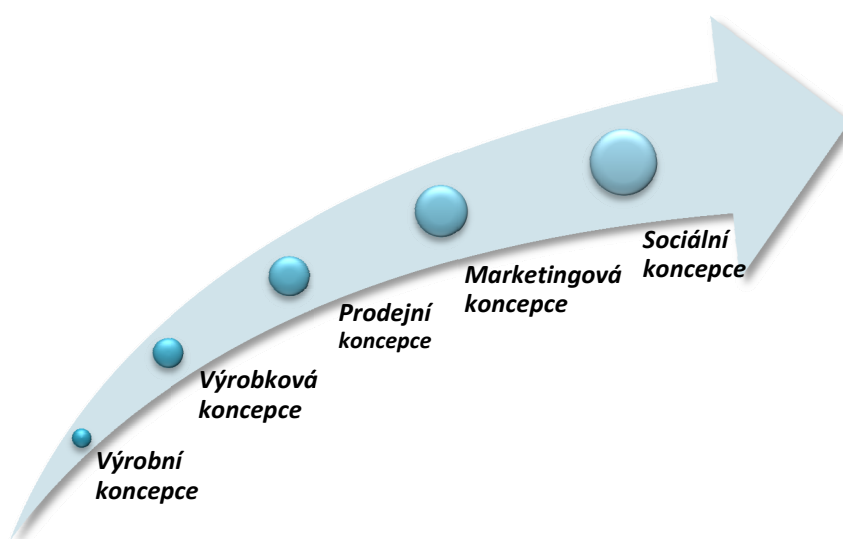 Sociální
koncepce
Marketingová
koncepce
Prodejní
koncepce
Výrobková
koncepce
Výrobní
koncepce